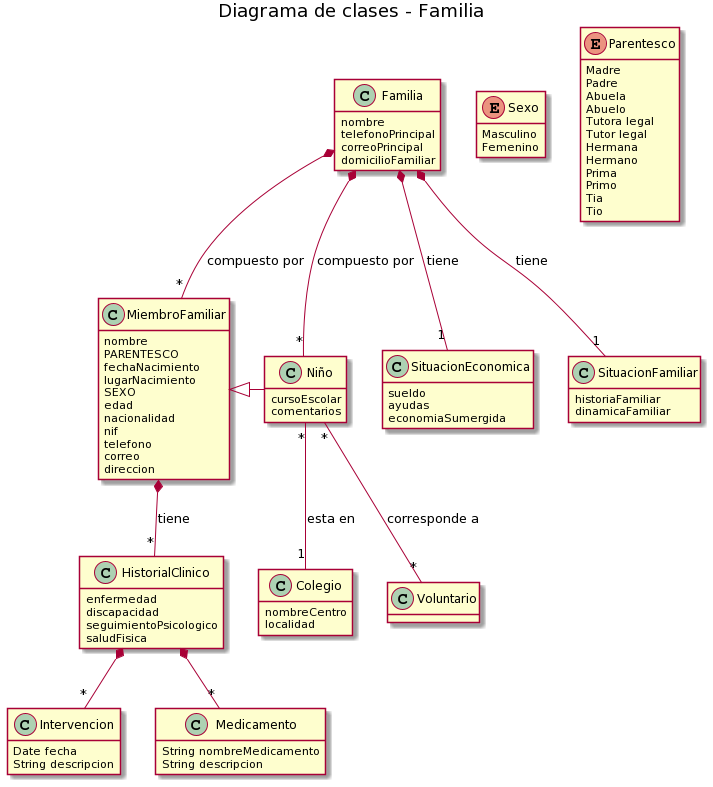 Diagrama de clases - Familia
E Parentesco
Madre
Padre
Abuela
Abuelo
Tutora legal
Tutor legal
Hermana
Hermano
Prima
Primo
Tia
Tio
C Familia
nombre
telefonoPrincipal
correoPrincipal
domicilioFamiliar
E Sexo
Masculino
Femenino
compuesto por
compuesto por
tiene
tiene
*
*
1
1
C MiembroFamiliar
nombre
PARENTESCO
fechaNacimiento
lugarNacimiento
SEXO
edad
nacionalidad
nif
telefono
correo
direccion
C Niño
cursoEscolar
comentarios
C SituacionEconomica
sueldo
ayudas
economiaSumergida
C SituacionFamiliar
historiaFamiliar
dinamicaFamiliar
*
*
tiene
esta en
corresponde a
*
1
*
C HistorialClinico
enfermedad
discapacidad
seguimientoPsicologico
saludFisica
C Colegio
nombreCentro
localidad
C Voluntario
*
*
C Intervencion
Date fecha
String descripcion
C Medicamento
String nombreMedicamento
String descripcion